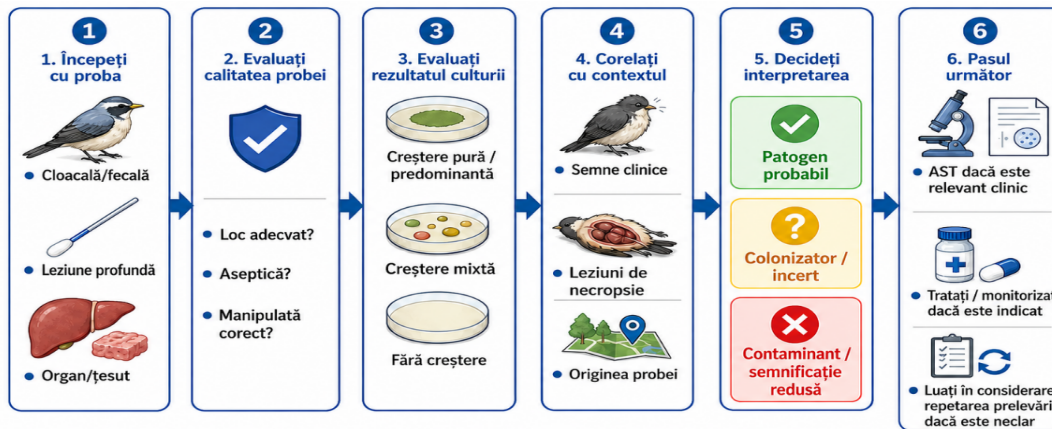 1
1. Începeți
cu proba
Cloacală/fecală
Leziune profundă
Organ/țesut
2
2. Evaluați
calitatea probei
Loc adecvat?
Aseptică?
Manipulată
corect?
3
3. Evaluați
rezultatul culturii
Creștere pură /
predominantă
Creștere mixtă
Fără creștere
4
4. Corelați
cu contextul
Semne clinice
Leziuni de
necropsie
Originea probei
5
5. Decideți
interpretarea
Patogen
probabil
?
Colonizator /
incert
Contaminant /
semnificație
redusă
6
6. Pasul
următor
AST dacă este
relevant clinic
Tratați / monitorizaț
dacă este indicat
Luați în considerare
repetarea prelevări
dacă este neclar